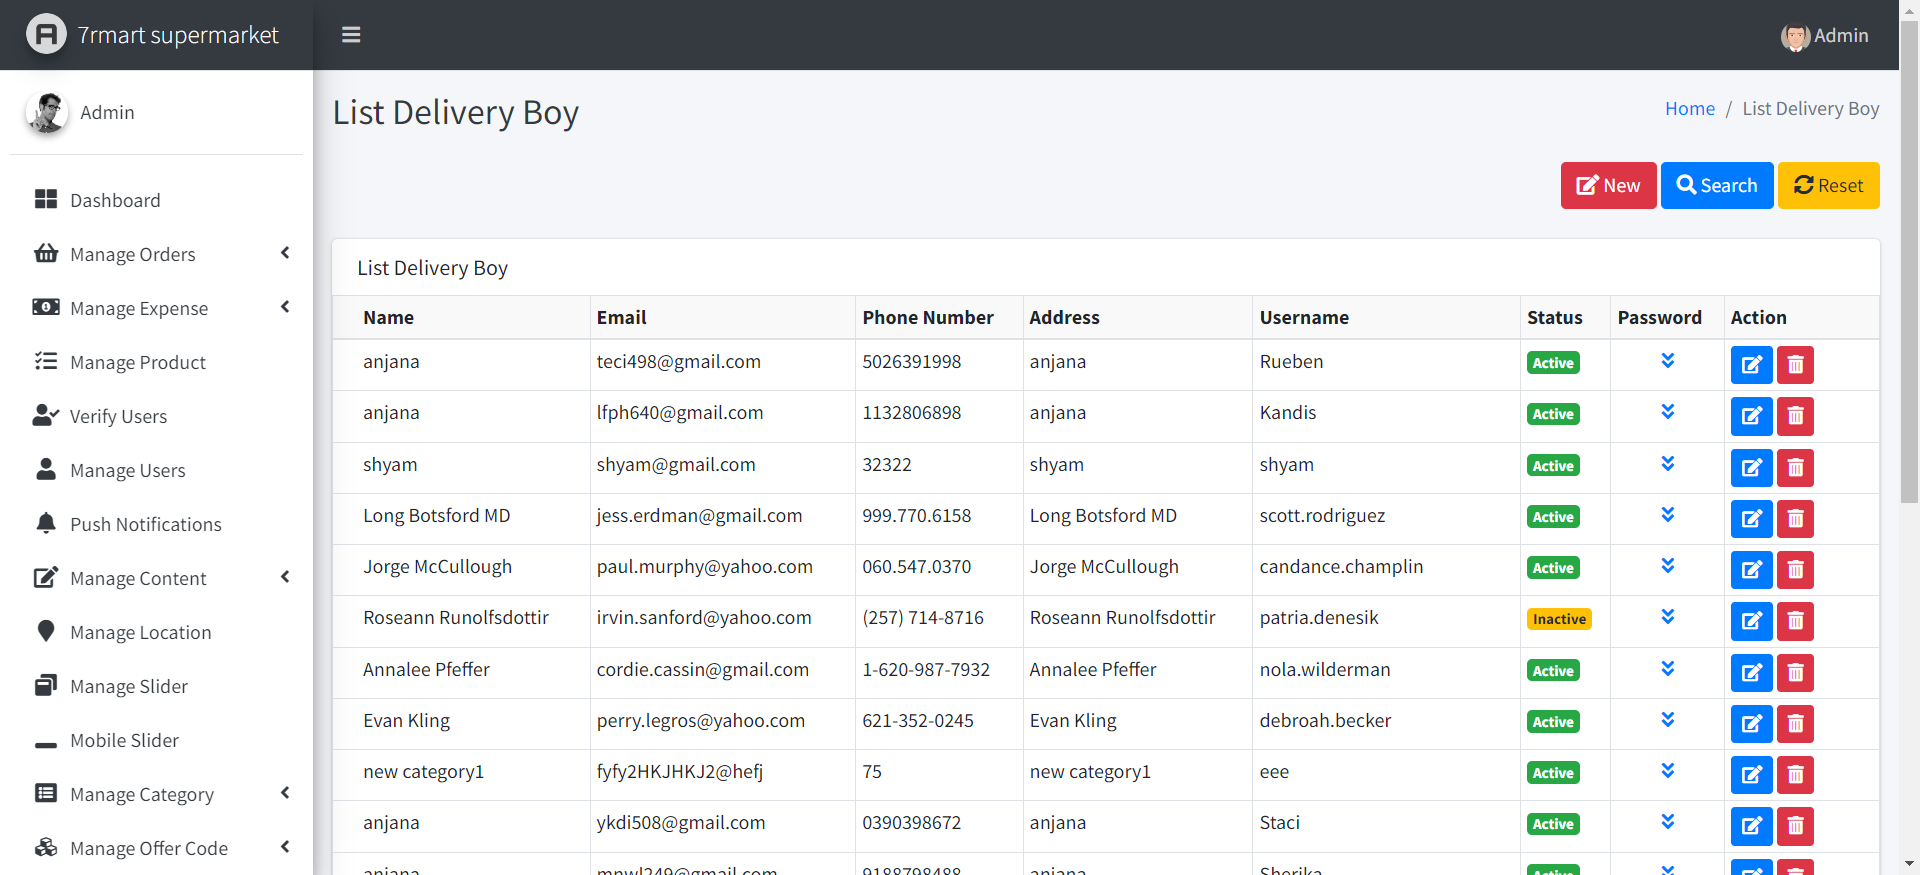 7rmart supermarket
Admin
Admin
List Delivery Boy
Home / List Delivery Boy
Dashboard
Manage Orders
Manage Expense
Manage Product
Verify Users
Manage Users
Push Notifications
Manage Content
Manage Location
Manage Slider
Mobile Slider
Manage Category
Manage Offer Code
New Search Reset
List Delivery Boy
Name Email Phone Number Address Username Status Password Action
anjana teci498@gmail.com 5026391998 anjana Rueben Active
anjana lfph640@gmail.com 1132806898 anjana Kandis Active
shyam shyam@gmail.com 32322 shyam shyam Active
Long Botsford MD jess.erdman@gmail.com 999.770.6158 Long Botsford MD scott.rodriguez Active
Jorge McCullough paul.murphy@yahoo.com 060.547.0370 Jorge McCullough candance.champlin Active
Roseann Runolfsdottir irvin.sanford@yahoo.com (257) 714-8716 Roseann Runolfsdottir patria.denesik Inactive
Annalee Pfeffer cordie.cassin@gmail.com 1-620-987-7932 Annalee Pfeffer nola.wilderman Active
Evan Kling perry.legros@yahoo.com 621-352-0245 Evan Kling debroah.becker Active
new category1 fyfy2HKJHKJ2@hefj 75 new category1 eee Active
anjana ykdi508@gmail.com 0390398672 anjana Staci Active
anjana mnwl249@gmail.com 9188798488 anjana Sherika Active